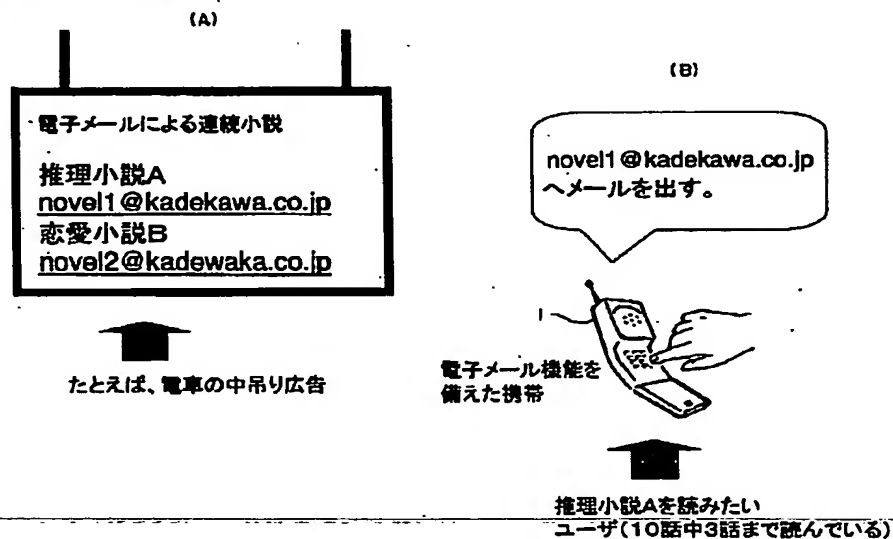 (A)
電子メールによる連続小説
推理小説A
novel1@kadekawa.co.jp
恋愛小説B
novel2@kadewaka.co.jp
たとえば、電車の中吊り広告
(B)
novel1@kadekawa.co.jp
へメールを出す。
1
電子メール機能を
備えた携帯
推理小説Aを読みたい
ユーザ(10話中3話まで読んでいる)